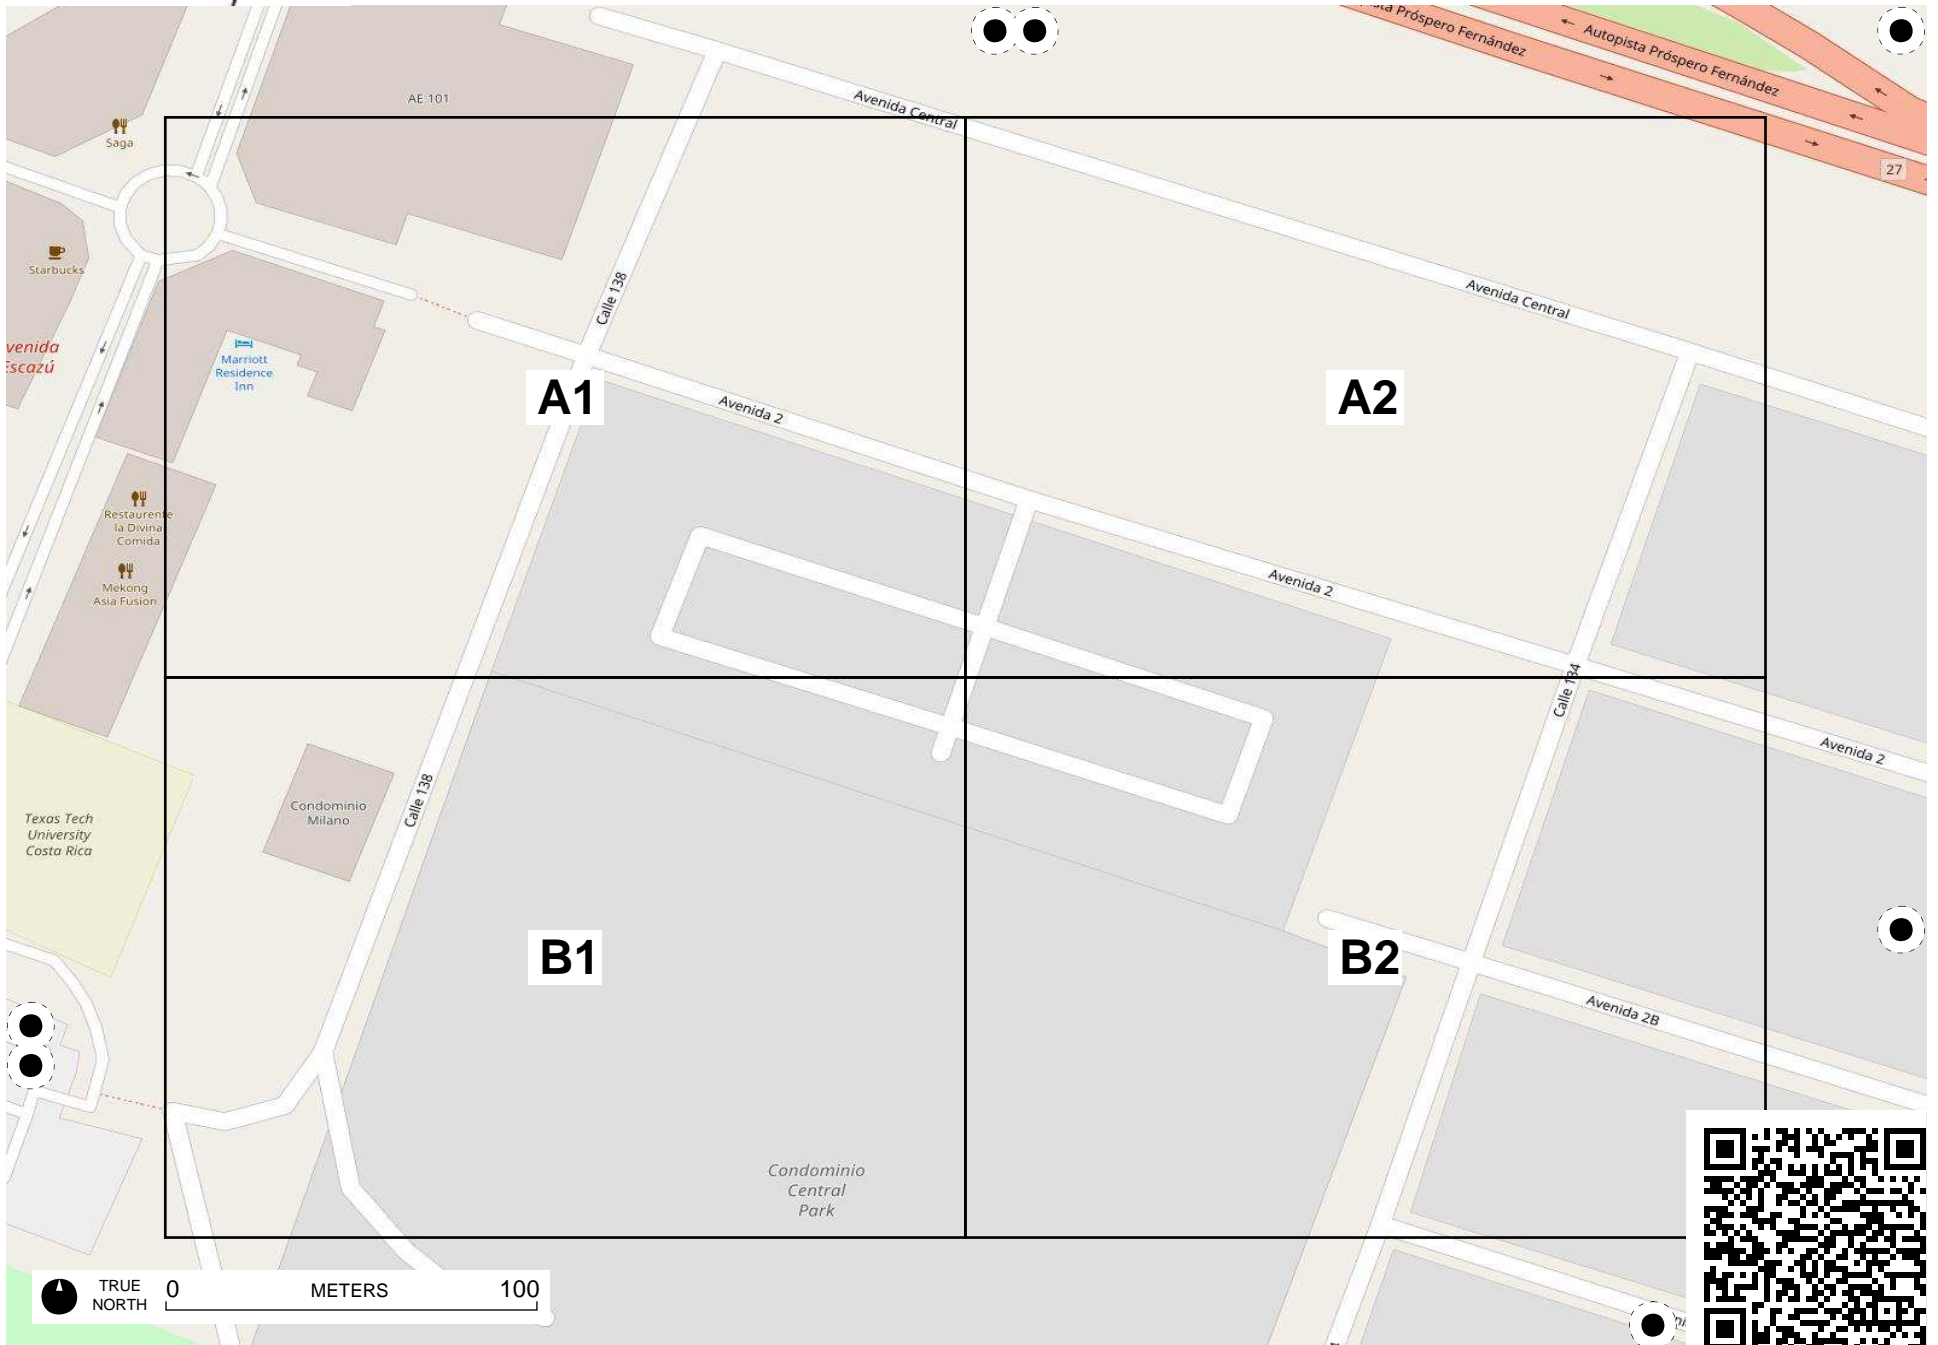 Próspero Fernández
Autopista Próspero Fernández
AE 101
Avenida Central
Saga
27
Starbucks
Calle 138
Avenida Central
Marriott
Residence
Inn
A1
A2
Avenida 2
Restaurente
la Divina
Comida
Mekong
Asia Fusion
Avenida 2
Calle 134
Avenida 2
Condominio
Milano
Calle 138
Texas Tech
University
Costa Rica
B1
B2
Avenida 2B
Condominio
Central
Park
TRUE
NORTH
0 METERS 100